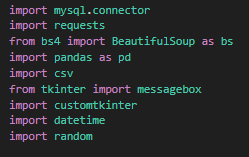 import mysql.connector
import requests
from bs4 import BeautifulSoup as bs
import pandas as pd
import csv
from tkinter import messagebox
import customtkinter
import datetime
import random